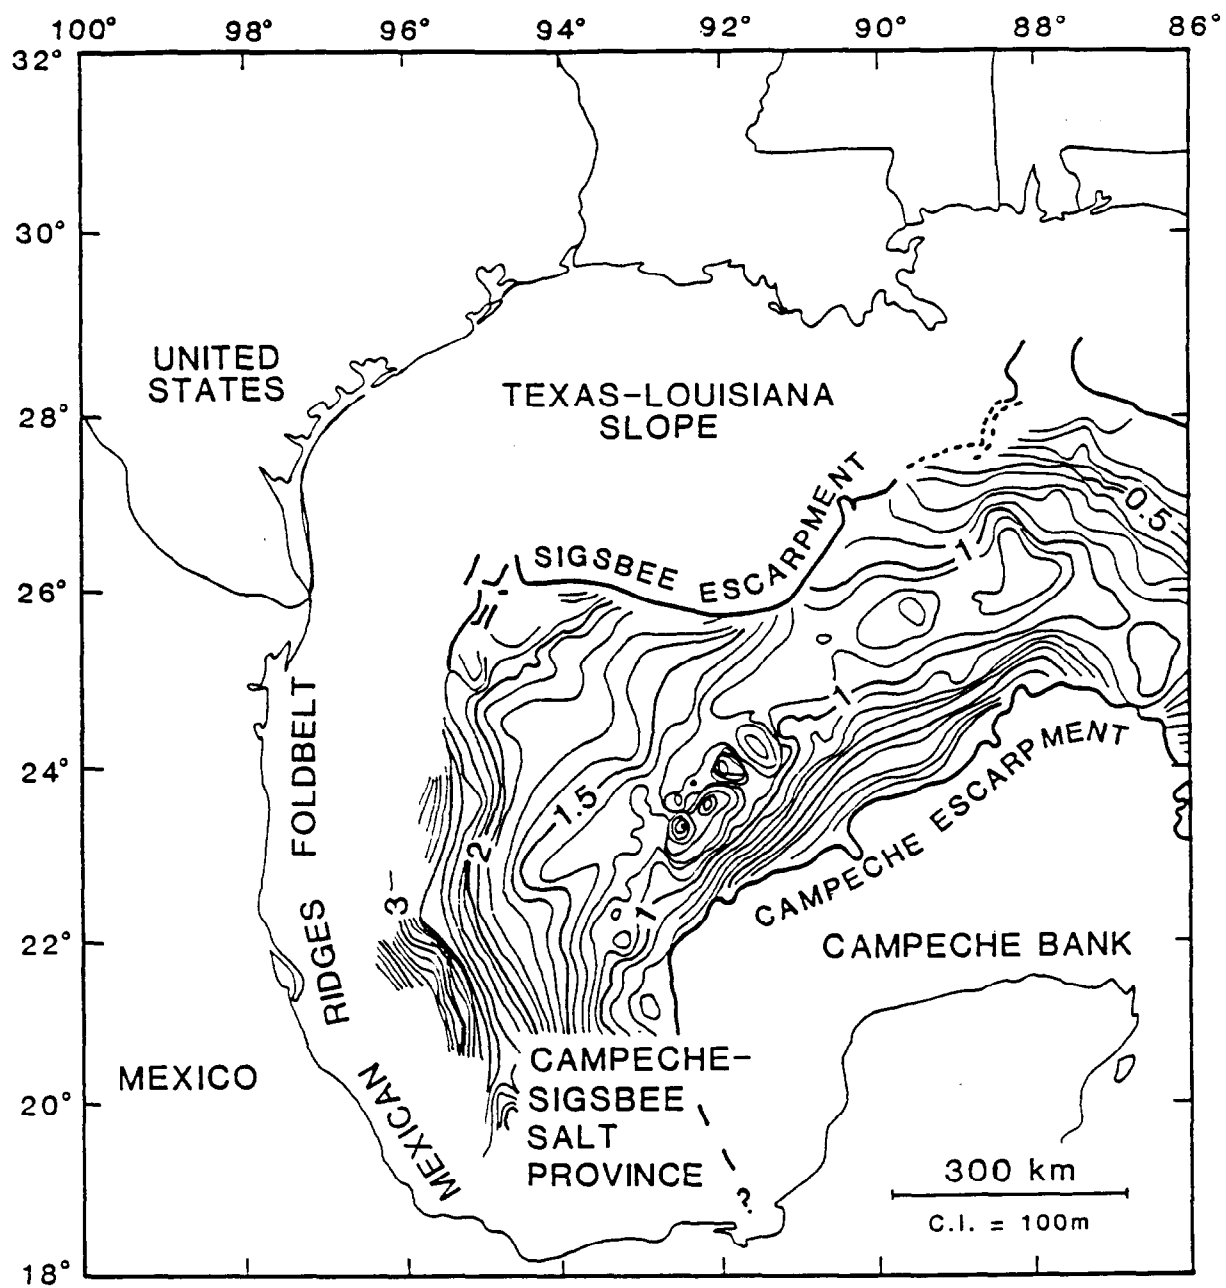 100° 98° 96° 94° 92° 90° 88° 86°
32°
30°
28°
26°
24°
22°
20°
18°
UNITED
STATES
TEXAS-LOUISIANA
SLOPE
SIGSBEE ESCARPMENT
0.5
1
1
1.5
2
3
1
MEXICAN RIDGES FOLDBELT
CAMPECHE ESCARPMENT
CAMPECHE BANK
MEXICO
CAMPECHE-
SIGSBEE
SALT
PROVINCE
?
300 km
C.I. = 100m